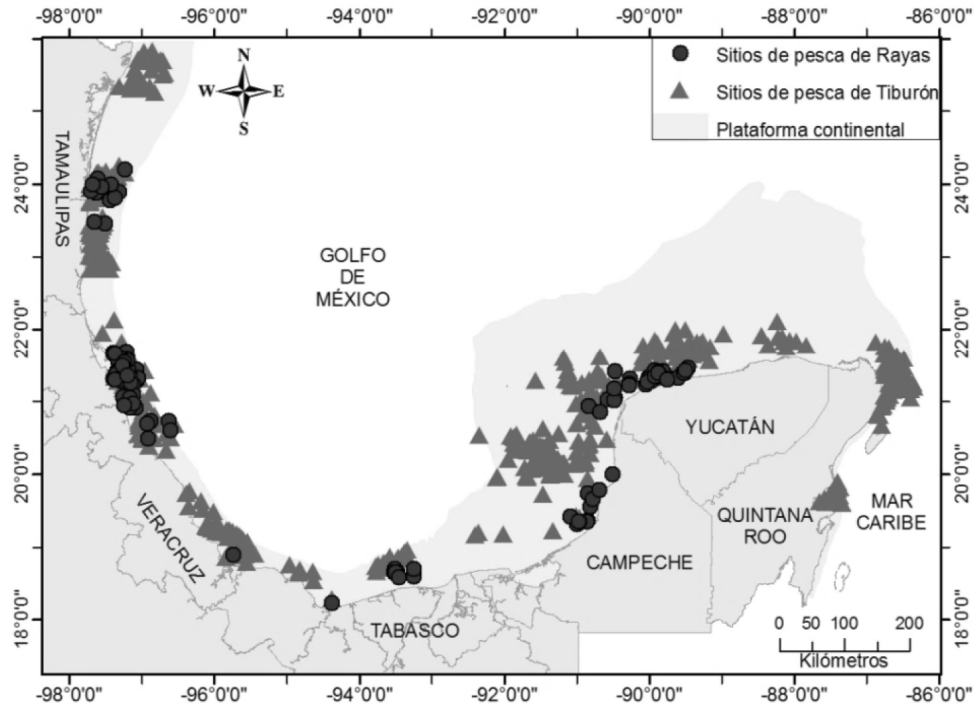 -98°0'0" -96°0'0" -94°0'0" -92°0'0" -90°0'0" -88°0'0" -86°0'0"
N
W E
S
Sitios de pesca de Rayas
Sitios de pesca de Tiburón
Plataforma continental
24°0'0" 24°0'0"
22°0'0" 22°0'0"
20°0'0" 20°0'0"
18°0'0" 18°0'0"
TAMAULIPAS
GOLFO
DE
MÉXICO
YUCATÁN
VERACRUZ
QUINTANA
ROO
MAR
CARIBE
CAMPECHE
TABASCO
0 50 100 200
Kilómetros
-98°0'0" -96°0'0" -94°0'0" -92°0'0" -90°0'0" -88°0'0" -86°0'0"